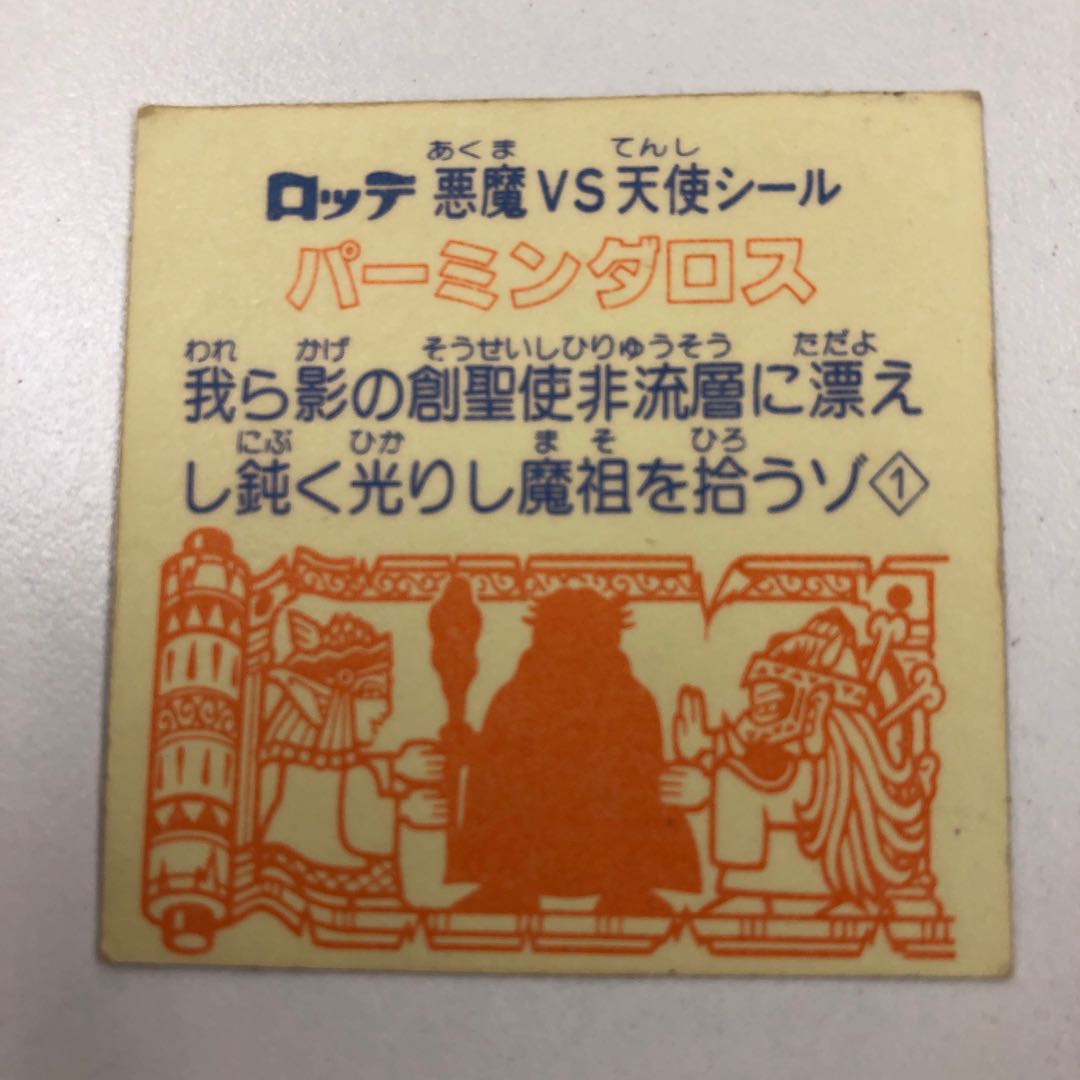 あくま てんし
ロッテ 悪魔VS天使シール
パーミンダロス
われ かげ そうせいしひりゅうそう ただよ
我ら影の創聖使非流層に漂え
にぶ ひか まそ ひろ
し鈍く光りし魔祖を拾うゾ①